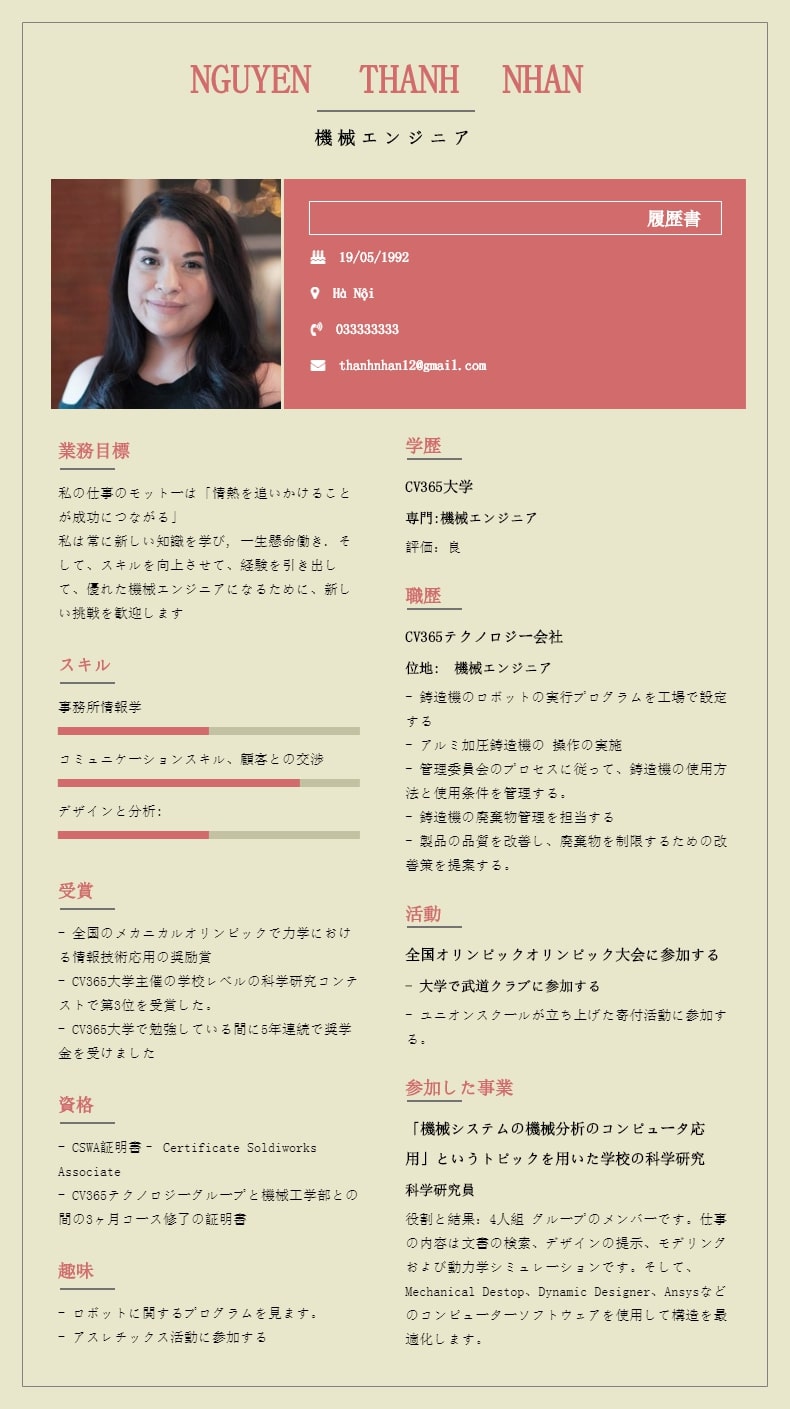 NGUYEN THANH NHAN
機械エンジニア
履歴書
19/05/1992
Hà Nội
033333333
thanhnhan12@gmail.com
業務目標
私の仕事のモットーは「情熱を追いかけること
が成功につながる」
私は常に新しい知識を学び, 一生懸命働き. そ
して、スキルを向上させて、経験を引き出し
て、優れた機械エンジニアになるために、新し
い挑戦を歓迎します
スキル
事務所情報学
コミュニケーションスキル、顧客との交渉
デザインと分析:
受賞
- 全国のメカニカルオリンピックで力学におけ
る情報技術応用の奨励賞
- CV365大学主催の学校レベルの科学研究コンテ
ストで第3位を受賞した。
- CV365大学で勉強している間に5年連続で奨学
金を受けました
資格
- CSWA証明書- Certificate Soldiworks
Associate
- CV365テクノロジーグループと機械工学部との
間の3ヶ月コース修了の証明書
趣味
- ロボットに関するプログラムを見ます。
- アスレチックス活動に参加する
学歴
CV365大学
専門:機械エンジニア
評価: 良
職歴
CV365テクノロジー会社
位地: 機械エンジニア
- 鋳造機のロボットの実行プログラムを工場で設定
する
- アルミ加圧鋳造機の 操作の実施
- 管理委員会のプロセスに従って、鋳造機の使用方
法と使用条件を管理する。
- 鋳造機の廃棄物管理を担当する
- 製品の品質を改善し、廃棄物を制限するための改
善策を提案する。
活動
全国オリンピックオリンピック大会に参加する
- 大学で武道クラブに参加する
- ユニオンスクールが立ち上げた寄付活動に参加す
る。
参加した事業
「機械システムの機械分析のコンピュータ応
用」というトピックを用いた学校の科学研究
科学研究員
役割と結果: 4人組 グループのメンバーです。仕事
の内容は文書の検索、デザインの提示、モデリング
および動力学シミュレーションです。そして、
Mechanical Destop、Dynamic Designer、Ansysなど
のコンピューターソフトウェアを使用して構造を最
適化します。